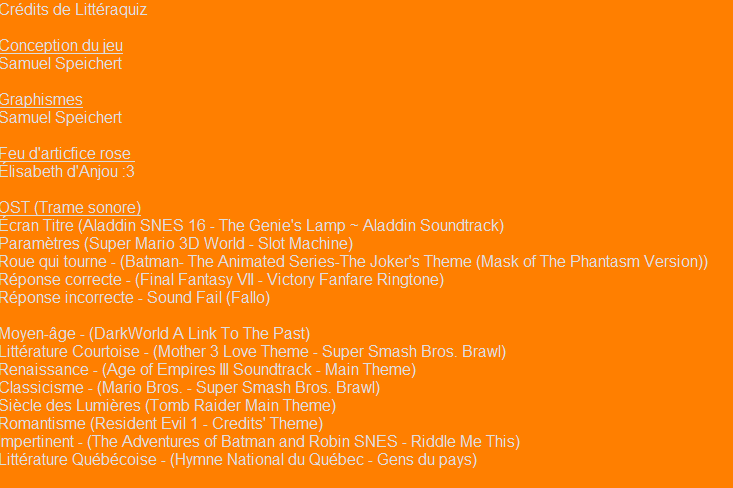 Crédits de Littéraquiz
Conception du jeu
Samuel Speichert
Graphismes
Samuel Speichert
Feu d'articfice rose
Élisabeth d'Anjou :3
OST (Trame sonore)
Écran Titre (Aladdin SNES 16 - The Genie's Lamp ~ Aladdin Soundtrack)
Paramètres (Super Mario 3D World - Slot Machine)
Roue qui tourne - (Batman- The Animated Series-The Joker's Theme (Mask of The Phantasm Version))
Réponse correcte - (Final Fantasy VII - Victory Fanfare Ringtone)
Réponse incorrecte - Sound Fail (Fallo)
Moyen-âge - (DarkWorld A Link To The Past)
Littérature Courtoise - (Mother 3 Love Theme - Super Smash Bros. Brawl)
Renaissance - (Age of Empires III Soundtrack - Main Theme)
Classicisme - (Mario Bros. - Super Smash Bros. Brawl)
Siècle des Lumières (Tomb Raider Main Theme)
Romantisme (Resident Evil 1 - Credits' Theme)
Impertinent - (The Adventures of Batman and Robin SNES - Riddle Me This)
Littérature Québécoise - (Hymne National du Québec - Gens du pays)